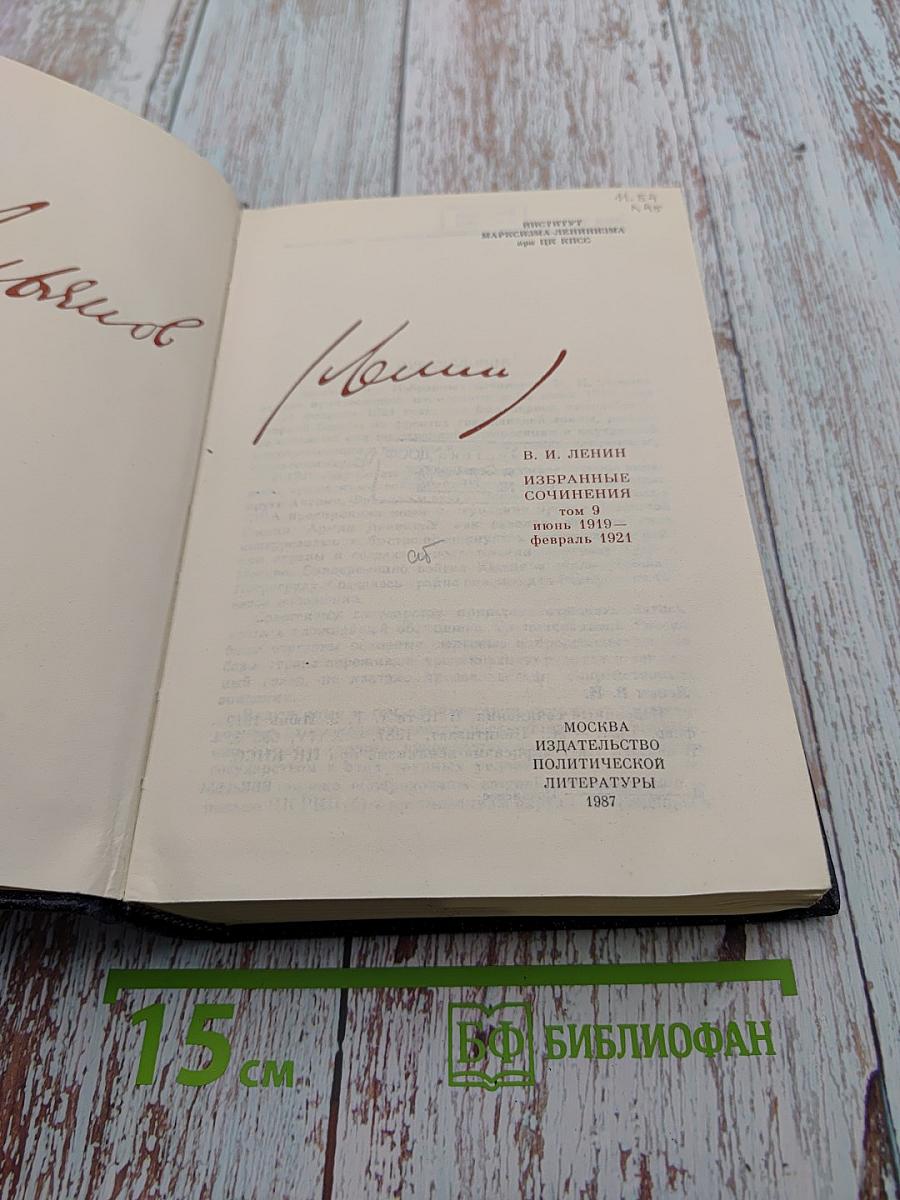 ИНСТИТУТ
МАРКСИЗМА-ЛЕНИНИЗМА
при ЦК КПСС
(Ленин)
В. И. ЛЕНИН
ИЗБРАННЫЕ
СОЧИНЕНИЯ
том 9
июнь 1919—
февраль 1921
МОСКВА
ИЗДАТЕЛЬСТВО
ПОЛИТИЧЕСКОЙ
ЛИТЕРАТУРЫ
1987
15 см
БФ БИБЛИОФАН